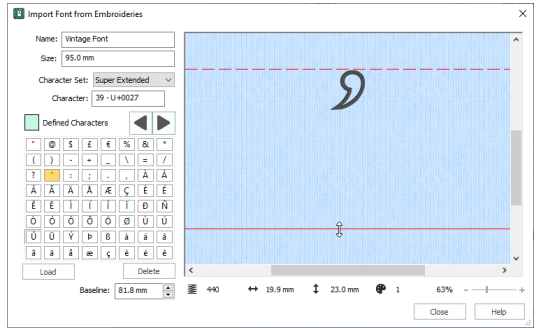 Import Font from Embroideries
Name: Vintage Font
Size: 95.0 mm
Character Set: Super Extended
Character: 39 - U+0027
Defined Characters
" @ $ £ € % & *
( ) - + _ \ = /
? ' : ; . , À Á
Â Ã Ä Å Æ Ç È É
Ê Ë Ì Í Î Ï Ð Ñ
Ò Ó Ô Õ Ö Ø Ù Ú
Û Ü Ý Þ ß à á â
ã ä å æ ç è é ê
Load Delete
Baseline: 81.8 mm
440 19.9 mm 23.0 mm 1 63% − +
Close Help